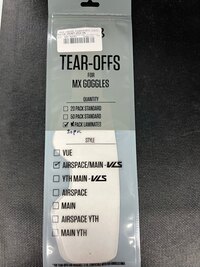 TEAR-OFFS
FOR
MX GOGGLES
QUANTITY
20 PACK STANDARD
50 PACK STANDARD
PACK LAMINATED
STYLE
VUE
AIRSPACE/MAIN-VLS
YTH MAIN-VLS
AIRSPACE
MAIN
AIRSPACE YTH
MAIN YTH